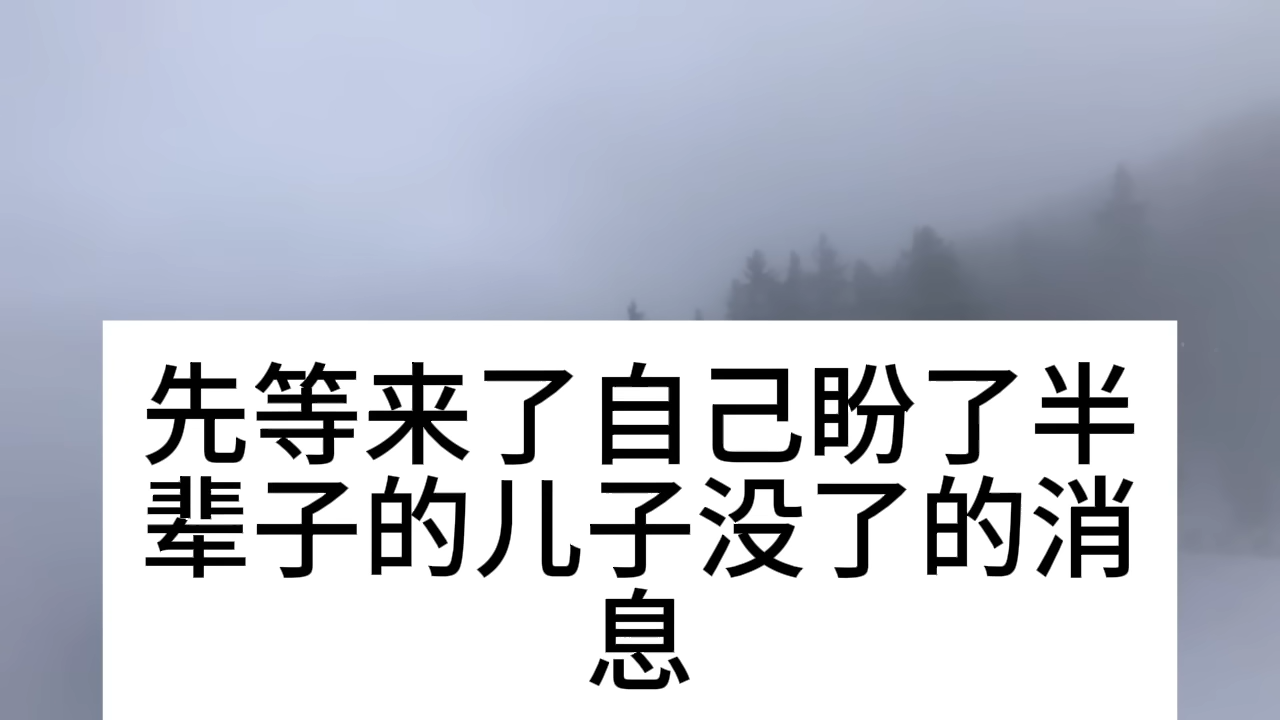 先等来了自己盼了半
辈子的儿子没了的消
息